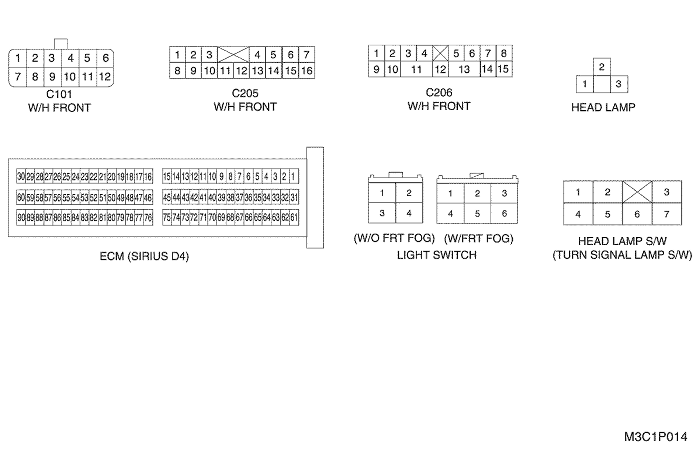 1 2 3 4 5 6
7 8 9 10 11 12
C101
W/H FRONT
1 2 3 4 5 6 7
8 9 10 11 12 13 14 15 16
C205
W/H FRONT
1 2 3 4 5 6 7 8
9 10 11 12 13 14 15
C206
W/H FRONT
2
1 3
HEAD LAMP
30 29 28 27 26 25 24 23 22 21 20 19 18 17 16 15 14 13 12 11 10 9 8 7 6 5 4 3 2 1
60 59 58 57 56 55 54 53 52 51 50 49 48 47 46 45 44 43 42 41 40 39 38 37 36 35 34 33 32 31
90 89 88 87 86 85 84 83 82 81 80 79 78 77 76 75 74 73 72 71 70 69 68 67 66 65 64 63 62 61
ECM (SIRIUS D4)
1 2
3 4
(W/O FRT FOG)
1 2 3
4 5 6
(W/FRT FOG)
LIGHT SWITCH
1 2 3
4 5 6 7
HEAD LAMP S/W
(TURN SIGNAL LAMP S/W)
M3C1P014